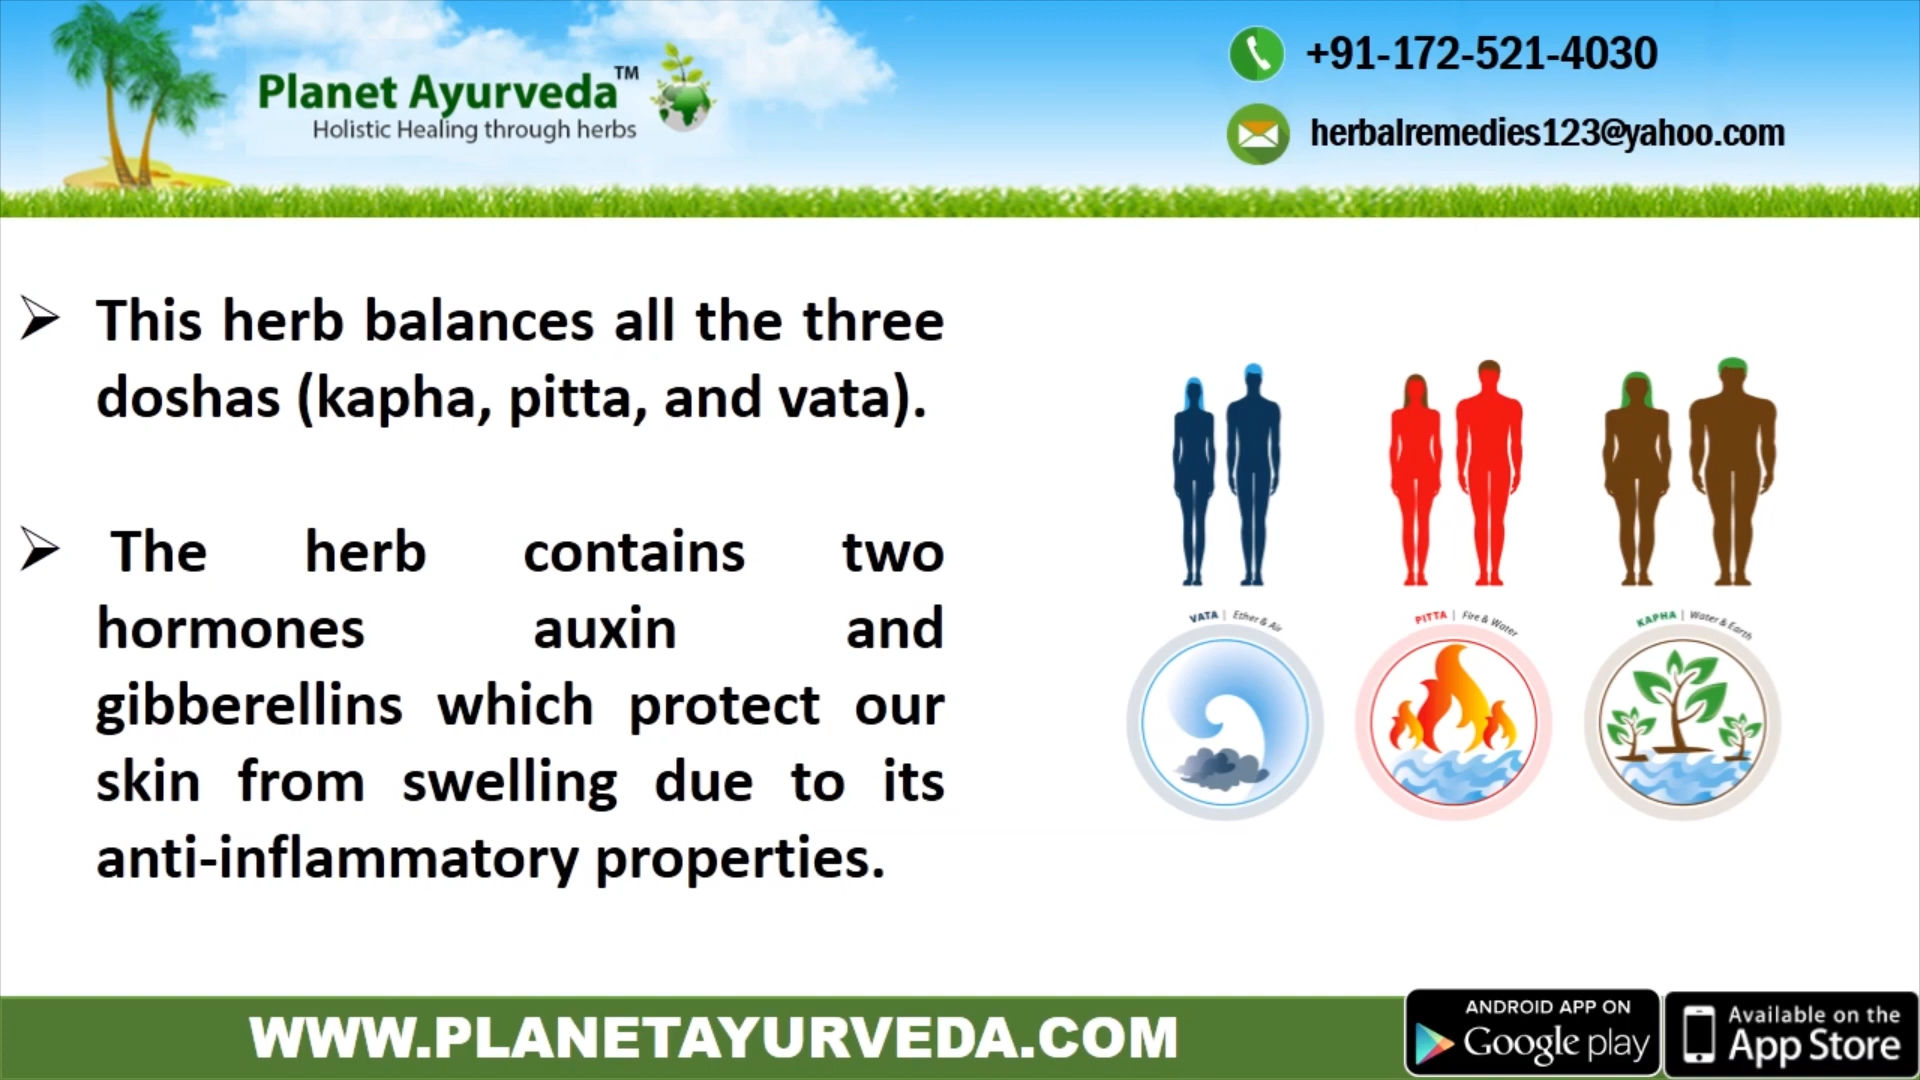 Planet Ayurveda™
Holistic Healing through herbs
+91-172-521-4030
herbalremedies123@yahoo.com
➢ This herb balances all the three
doshas (kapha, pitta, and vata).
➢ The herb contains two
hormones auxin and
gibberellins which protect our
skin from swelling due to its
anti-inflammatory properties.
VATA | Ether & Air
PITTA | Fire & Water
KAPHA | Water & Earth
WWW.PLANETAYURVEDA.COM
ANDROID APP ON
Google play
Available on the
App Store